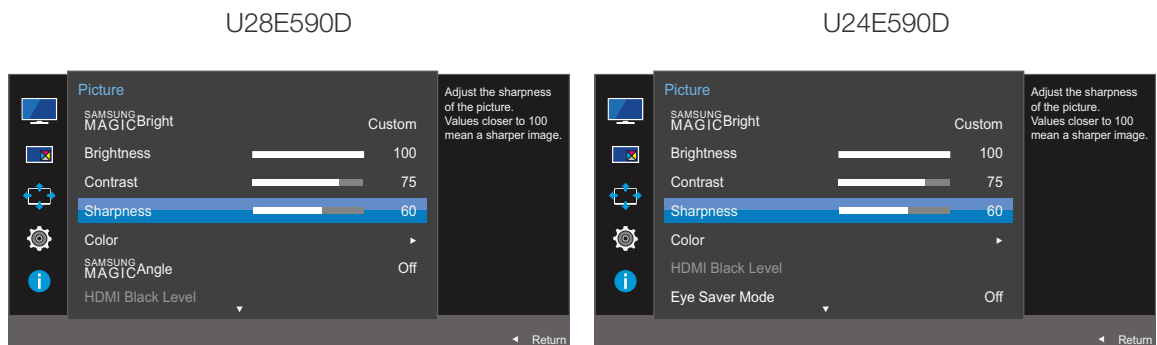 U28E590D
Picture
SAMSUNG
MAGICBright Custom
Brightness 100
Contrast 75
Sharpness 60
Color ▸
SAMSUNG
MAGICAngle Off
HDMI Black Level
▾
Adjust the sharpness
of the picture.
Values closer to 100
mean a sharper image.
i
◂ Return
U24E590D
Picture
SAMSUNG
MAGICBright Custom
Brightness 100
Contrast 75
Sharpness 60
Color ▸
HDMI Black Level
Eye Saver Mode Off
▾
Adjust the sharpness
of the picture.
Values closer to 100
mean a sharper image.
i
◂ Return